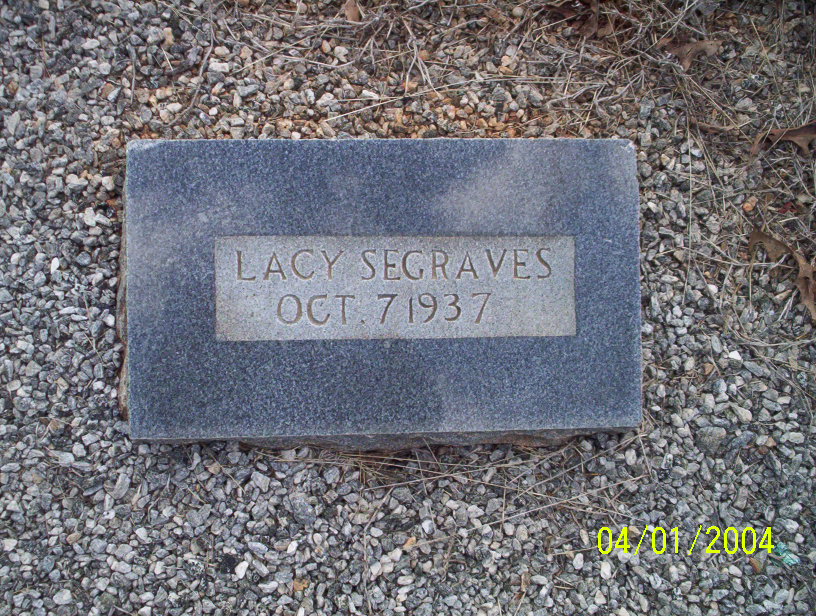 LACY SEGRAVES
OCT. 7 1937
04/01/2004